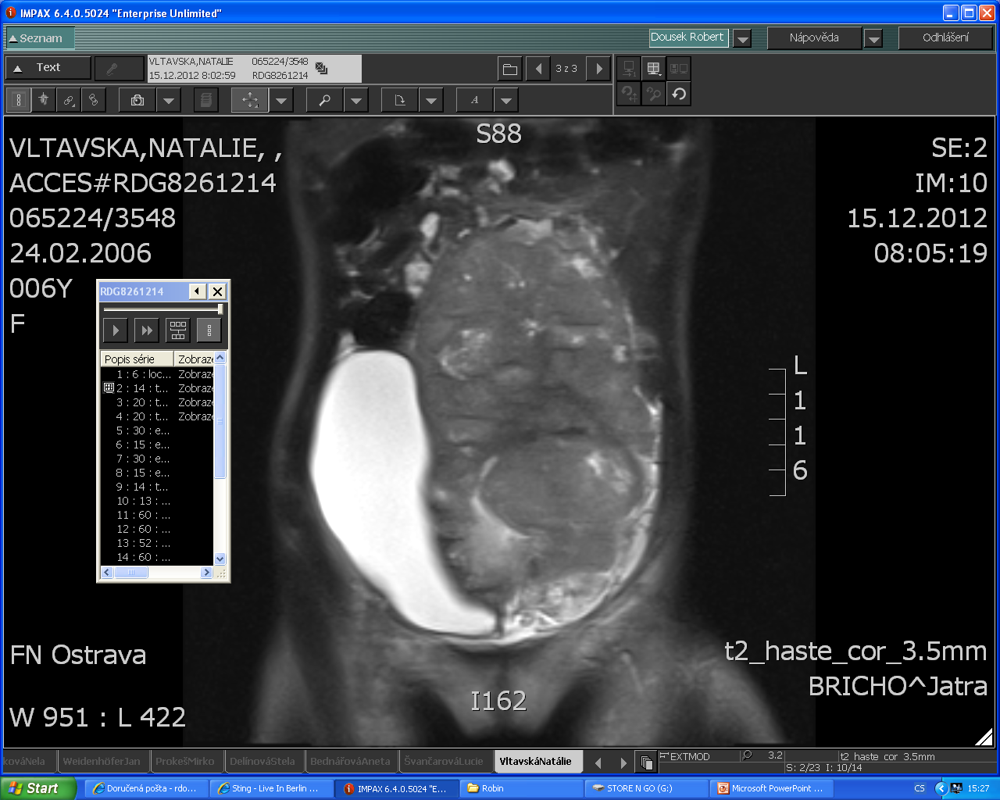 IMPAX 6.4.0.5024 "Enterprise Unlimited"
Seznam
Dousek Robert
Nápověda
Odhlášení
Text
VLTAVSKA,NATALIE 065224/3548
15.12.2012 8:02:59 RDG8261214
3 z 3
A
S88
VLTAVSKA,NATALIE, ,
ACCES#RDG8261214
065224/3548
24.02.2006
006Y
F
SE:2
IM:10
15.12.2012
08:05:19
RDG8261214
Popis série Zobraze
1 : 6 : loc... Zobraze
2 : 14 : t... Zobraze
3 : 20 : t... Zobraze
4 : 20 : t... Zobraze
5 : 30 : e...
6 : 15 : e...
7 : 30 : e...
8 : 15 : e...
9 : 14 : t...
10 : 13 : ...
11 : 60 : ...
12 : 60 : ...
13 : 52 : ...
14 : 60 : ...
L
1
1
6
FN Ostrava
W 951 : L 422
I162
t2_haste_cor_3.5mm
BRICHO^Jatra
kováNela
WeidenhöferJan
ProkešMirko
DelínováStela
BednářováAneta
ŠvančarováLucie
VltavskáNatálie
EXTMOD
3.2
t2_haste_cor_3.5mm
S: 2/23 I: 10/14
Start
Doručená pošta - rdo...
Sting - Live In Berlin ...
IMPAX 6.4.0.5024 "E...
Robin
STORE N GO (G:)
Microsoft PowerPoint ...
CS
15:27